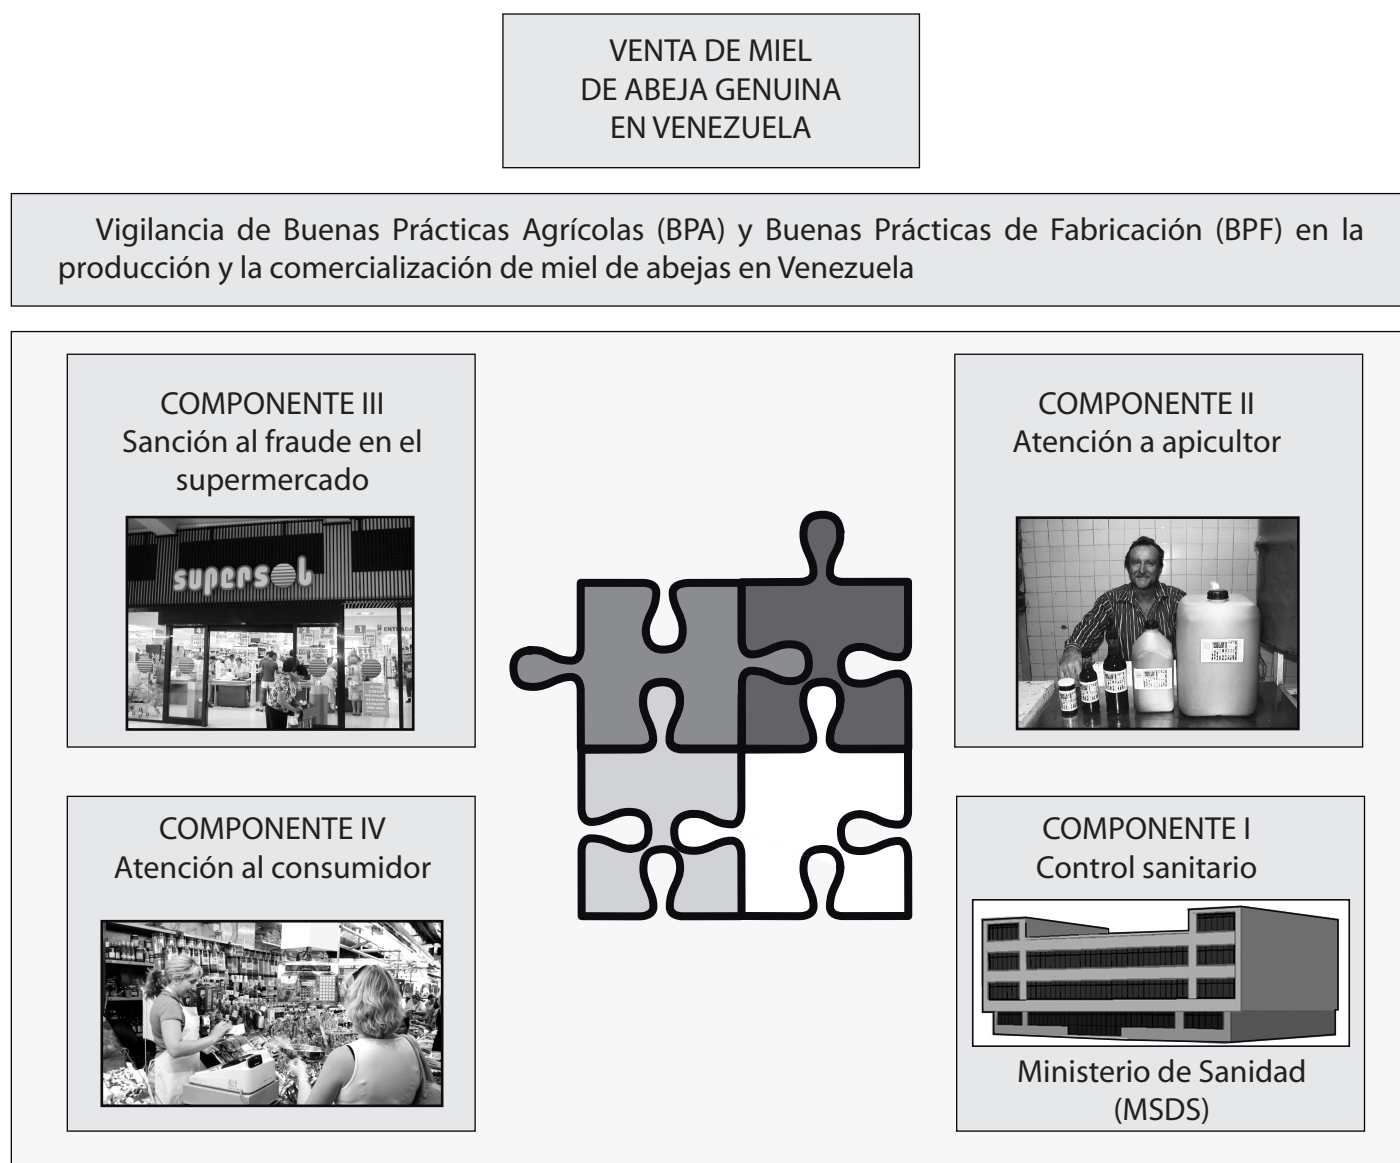 VENTA DE MIEL
DE ABEJA GENUINA
EN VENEZUELA
Vigilancia de Buenas Prácticas Agrícolas (BPA) y Buenas Prácticas de Fabricación (BPF) en la
producción y la comercialización de miel de abejas en Venezuela
COMPONENTE III
Sanción al fraude en el
supermercado
supersol
1
ENTRADA
COMPONENTE II
Atención a apicultor
COMPONENTE IV
Atención al consumidor
COMPONENTE I
Control sanitario
Ministerio de Sanidad
(MSDS)